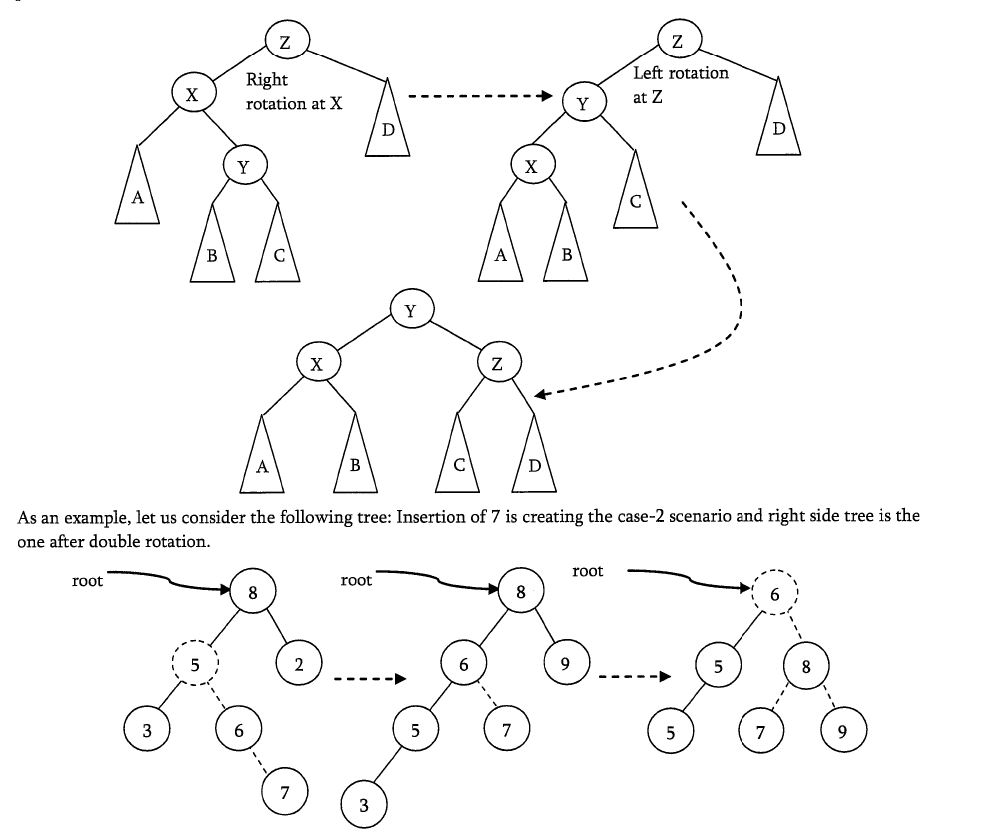 Z
Z
Right
rotation at X
Left rotation
at Z
X
Y
D
D
Y
X
A
C
B
C
A
B
Y
X
Z
A
B
C
D
As an example, let us consider the following tree: Insertion of 7 is creating the case-2 scenario and right side tree is the
one after double rotation.
root
root
root
8
8
6
5
2
6
9
5
8
3
6
5
7
5
7
9
7
3